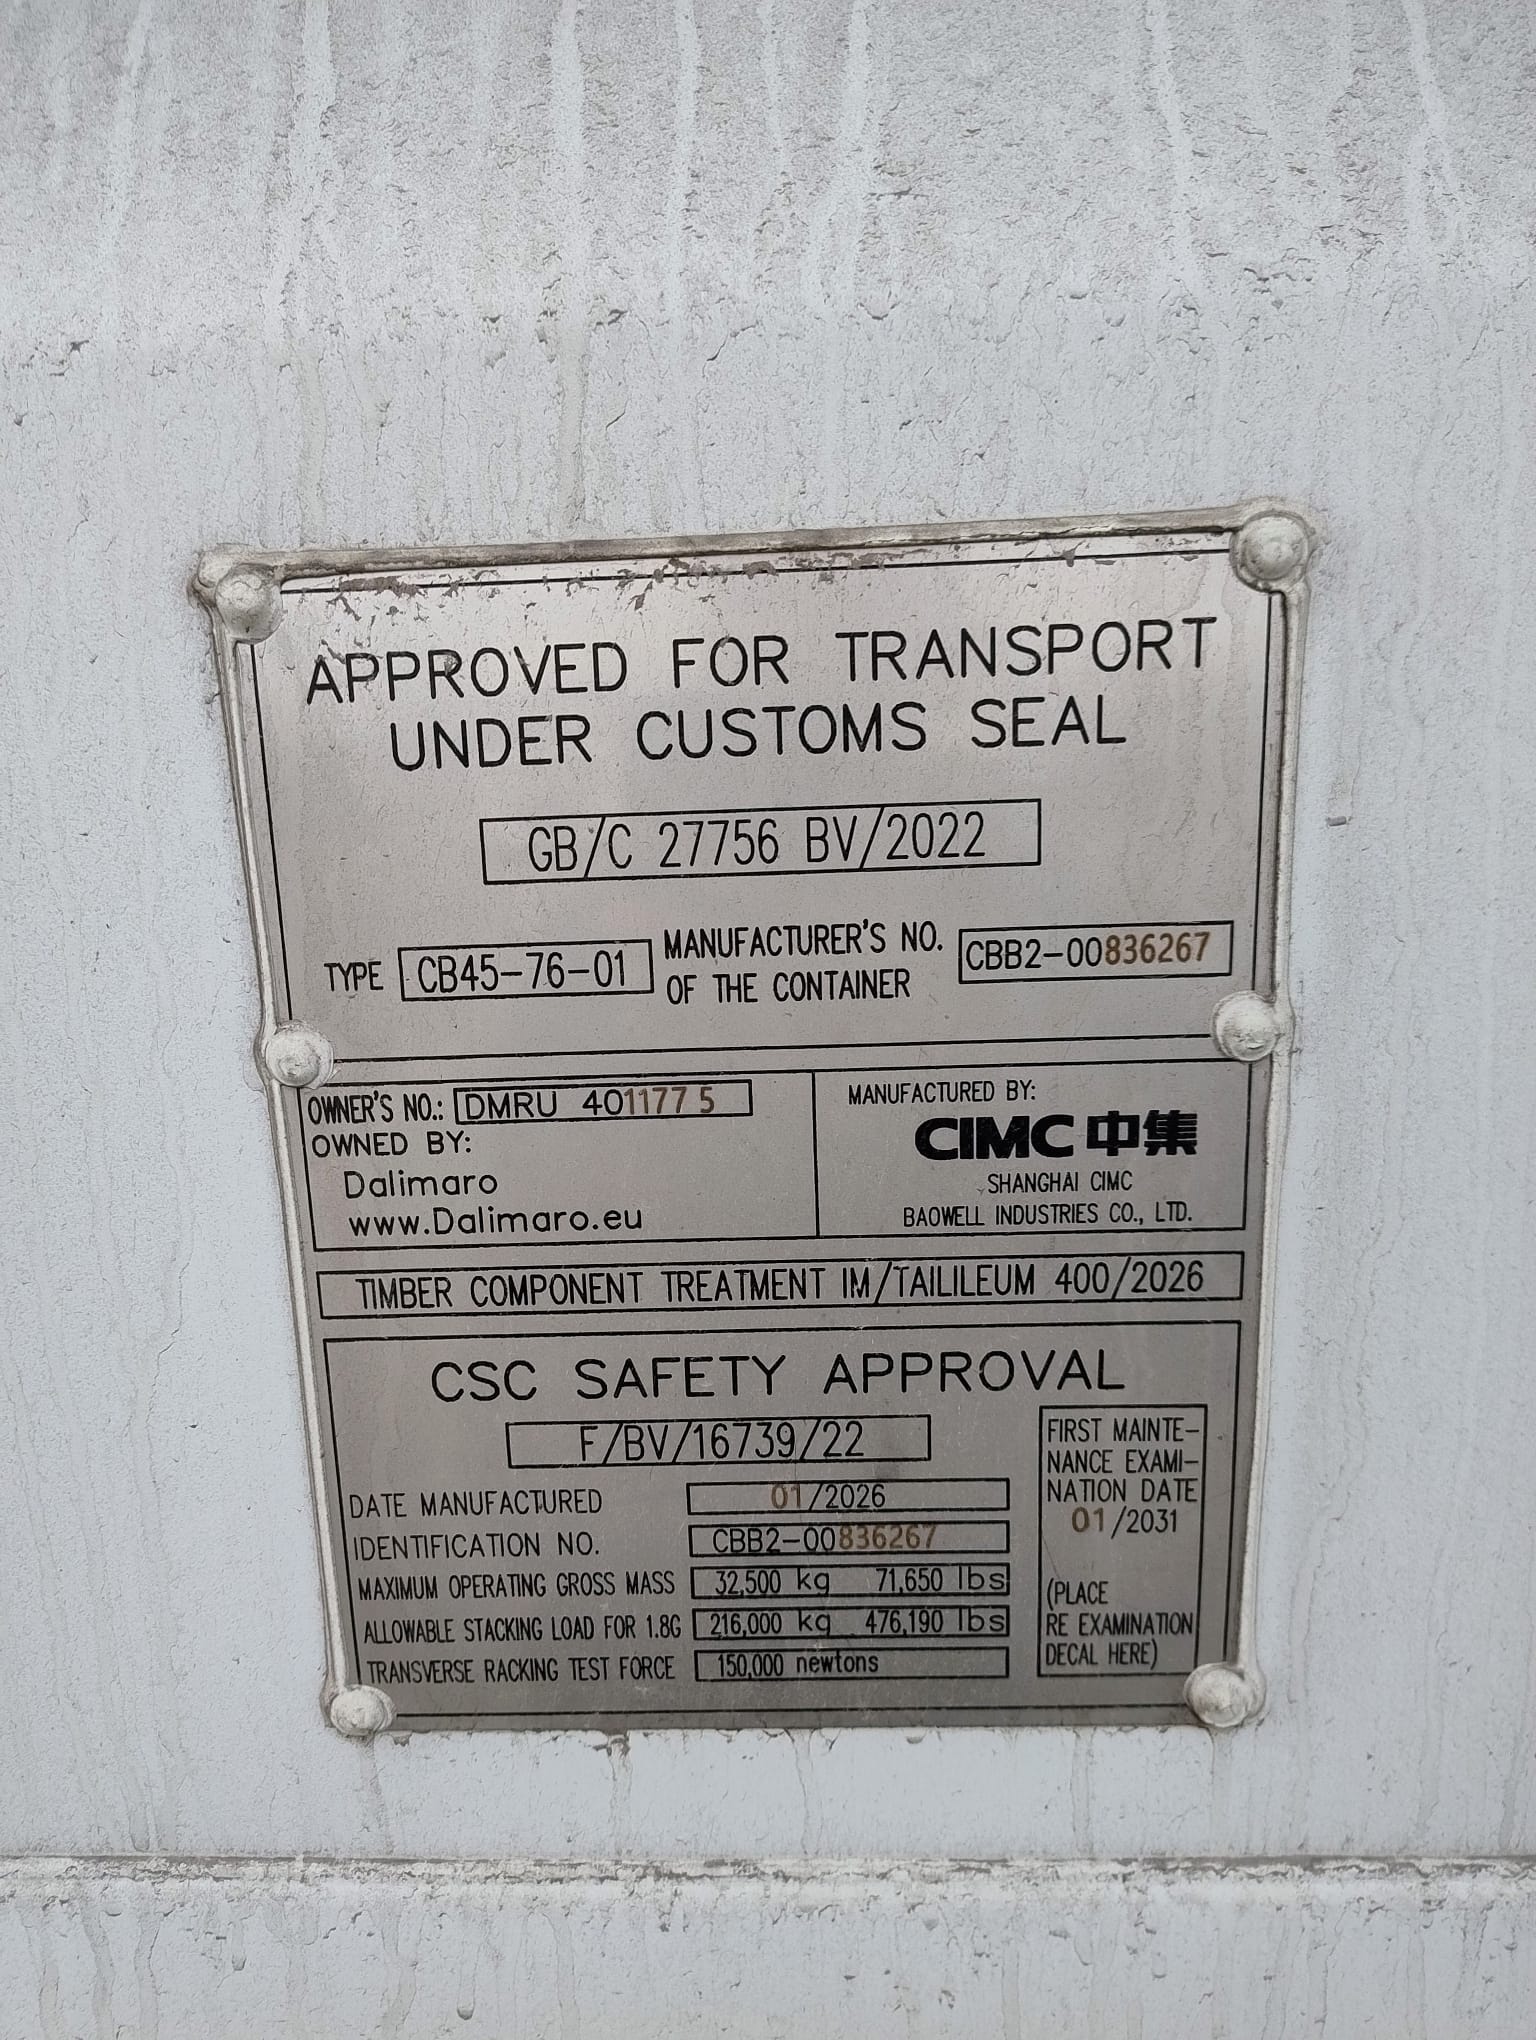 APPROVED FOR TRANSPORT
UNDER CUSTOMS SEAL
GB/C 27756 BV/2022
TYPE CB45-76-01
MANUFACTURER'S NO.
OF THE CONTAINER
CBB2-00836267
OWNER'S NO.: DMRU 401177 5
OWNED BY:
Dalimaro
www.Dalimaro.eu
MANUFACTURED BY:
CIMC 中集
SHANGHAI CIMC
BAOWELL INDUSTRIES CO., LTD.
TIMBER COMPONENT TREATMENT IM/TAILILEUM 400/2026
CSC SAFETY APPROVAL
F/BV/16739/22
DATE MANUFACTURED 01/2026
IDENTIFICATION NO. CBB2-00836267
MAXIMUM OPERATING GROSS MASS 32,500 kg 71,650 lbs
ALLOWABLE STACKING LOAD FOR 1.8G 216,000 kg 476,190 lbs
TRANSVERSE RACKING TEST FORCE 150,000 newtons
FIRST MAINTE-
NANCE EXAMI-
NATION DATE
01/2031
(PLACE
RE EXAMINATION
DECAL HERE)